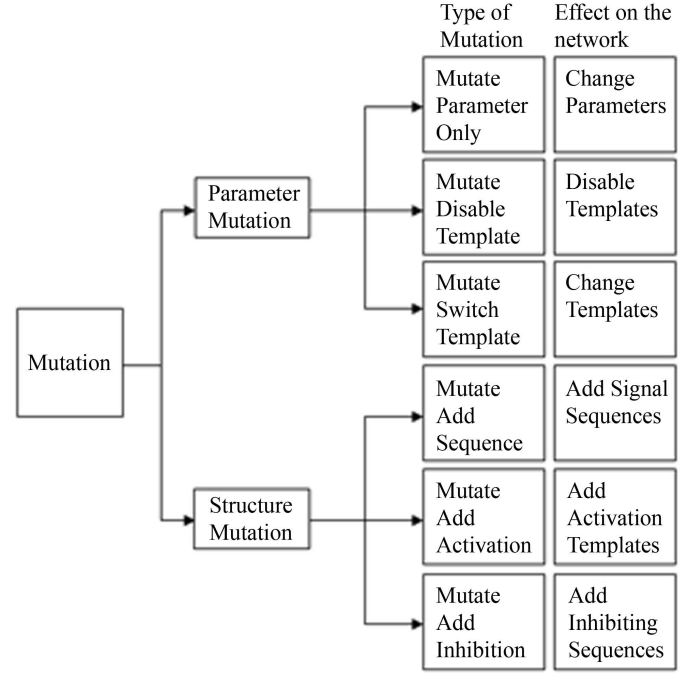 Type of
Mutation
Effect on the
network
Mutate
Parameter
Only
Change
Parameters
Parameter
Mutation
Mutate
Disable
Template
Disable
Templates
Mutate
Switch
Template
Change
Templates
Mutation
Mutate
Add
Sequence
Add Signal
Sequences
Structure
Mutation
Mutate
Add
Activation
Add
Activation
Templates
Mutate
Add
Inhibition
Add
Inhibiting
Sequences